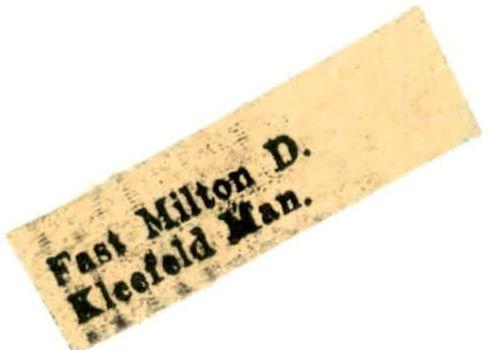 Fast Milton D.
Kleefeld Man.